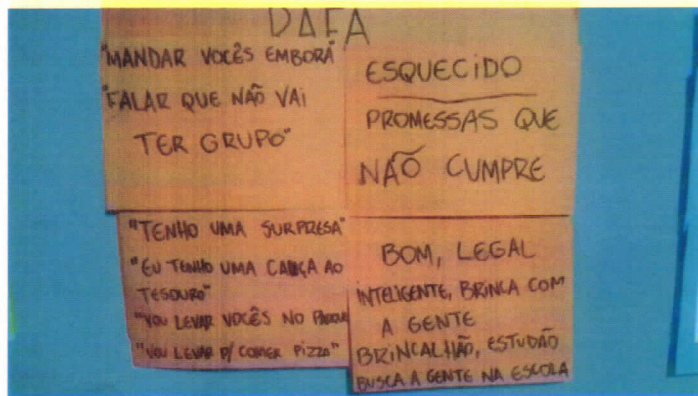 DAFA
"MANDAR VOCÊS EMBORA"
"FALAR QUE NÃO VAI
TER GRUPO"
ESQUECIDO
PROMESSAS QUE
NÃO CUMPRE
"TENHO UMA SURPRESA"
"EU TENHO UMA CAÇA AO
TESOURO"
"VOU LEVAR VOCÊS NO
"VOU LEVAR P/ COMER PIZZA"
BOM, LEGAL
INTELIGENTE, BRINCA COM
A GENTE
BRINCALHÃO, ESTUDÃO
BUSCA A GENTE NA ESCOLA